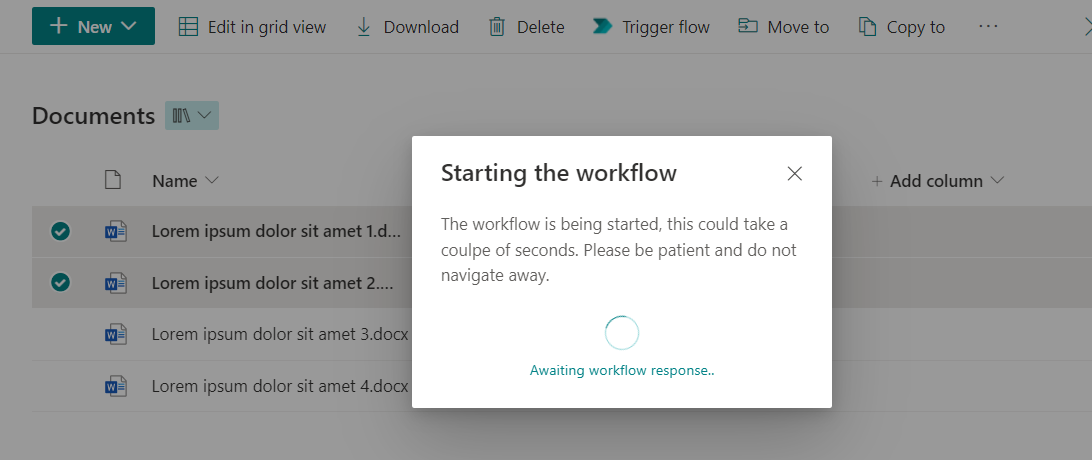 New Edit in grid view Download Delete Trigger flow Move to Copy to ...
Documents
Name + Add column
Starting the workflow
The workflow is being started, this could take a
coulpe of seconds. Please be patient and do not
navigate away.
Awaiting workflow response..
Lorem ipsum dolor sit amet 1.d...
Lorem ipsum dolor sit amet 2....
Lorem ipsum dolor sit amet 3.docx
Lorem ipsum dolor sit amet 4.docx